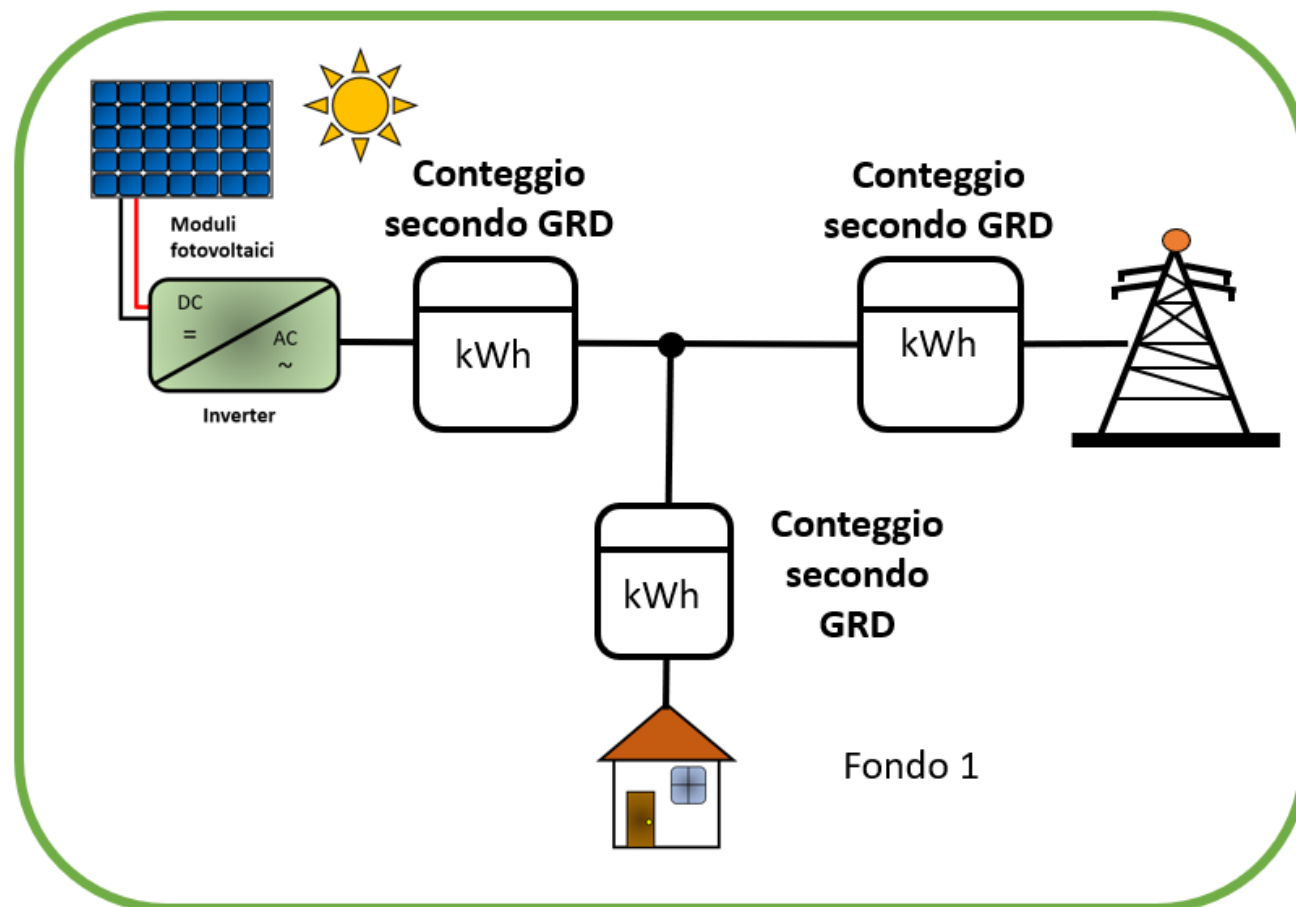 Conteggio
secondo GRD
Conteggio
secondo GRD
Moduli
fotovoltaici
DC
=
AC
~
Inverter
kWh
kWh
Conteggio
secondo
GRD
kWh
Fondo 1